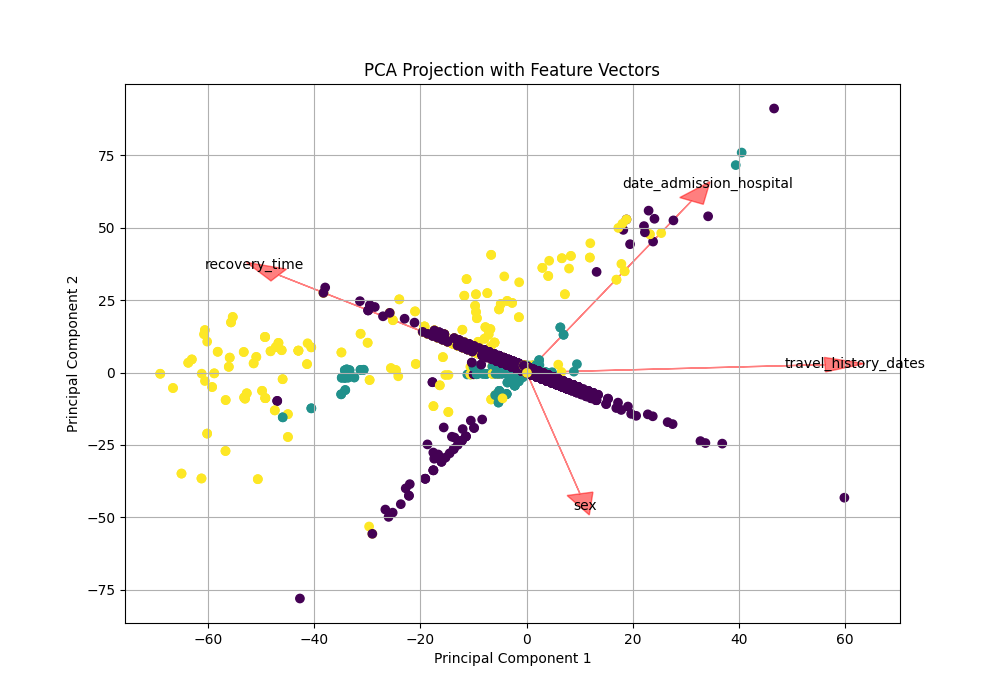 PCA Projection with Feature Vectors
Principal Component 2
75
50
25
0
−25
−50
−75
date_admission_hospital
recovery_time
travel_history_dates
sex
−60
−40
−20
0
20
40
60
Principal Component 1